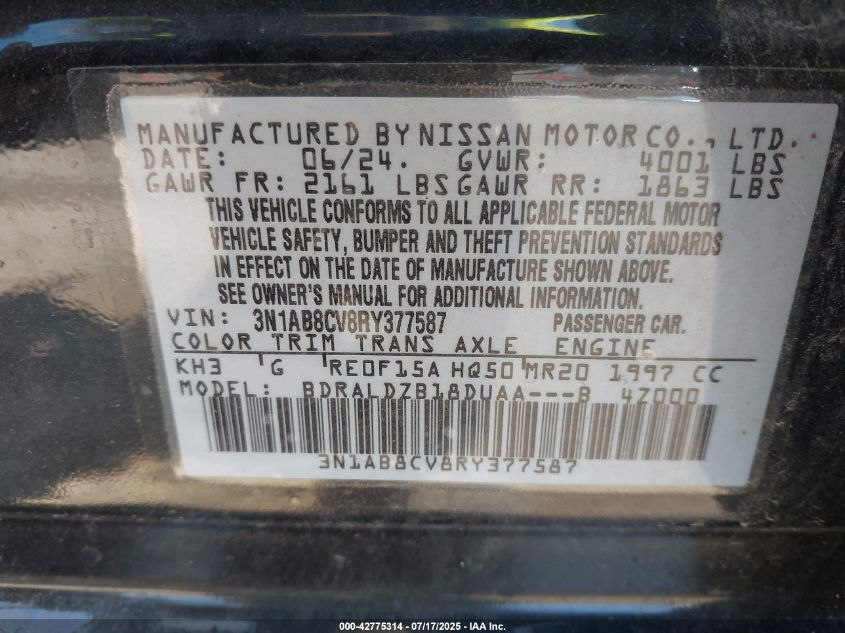 MANUFACTURED BY NISSAN MOTOR CO., LTD.
DATE: 06/24. GVWR: 4001 LBS
GAWR FR: 2161 LBS GAWR RR: 1863 LBS
THIS VEHICLE CONFORMS TO ALL APPLICABLE FEDERAL MOTOR
VEHICLE SAFETY, BUMPER AND THEFT PREVENTION STANDARDS
IN EFFECT ON THE DATE OF MANUFACTURE SHOWN ABOVE.
SEE OWNER'S MANUAL FOR ADDITIONAL INFORMATION.
VIN: 3N1AB8CV8RY377587 PASSENGER CAR.
COLOR TRIM TRANS AXLE ENGINE
KH3 G RE0F15A HQ50 MR20 1997 CC
MODEL: BDRALDZB18DUAA---B 4Z000
3N1AB8CV8RY377587
000-42775314 - 07/17/2025 - IAA Inc.